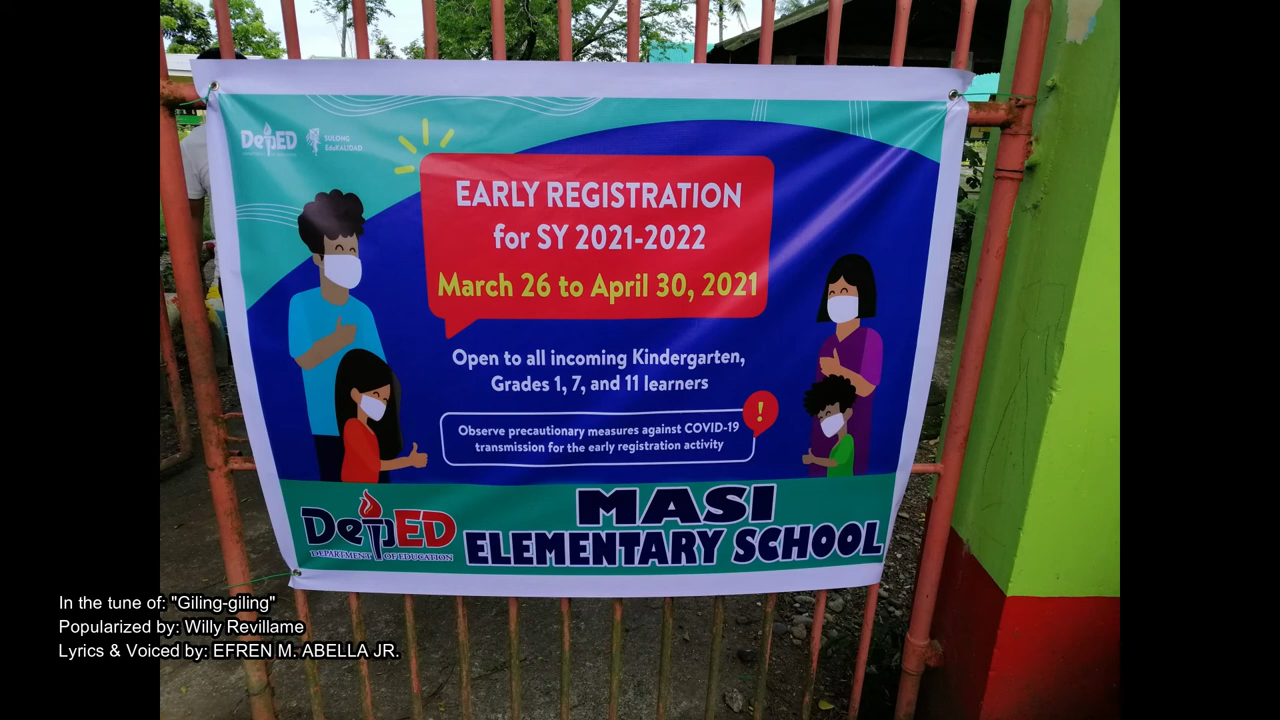 DepED
SULONG
EduKALIDAD
EARLY REGISTRATION
for SY 2021-2022
March 26 to April 30, 2021
Open to all incoming Kindergarten,
Grades 1, 7, and 11 learners
!
Observe precautionary measures against COVID-19
transmission for the early registration activity
DepED
DEPARTMENT OF EDUCATION
MASI
ELEMENTARY SCHOOL
In the tune of: "Giling-giling"
Popularized by: Willy Revillame
Lyrics & Voiced by: EFREN M. ABELLA JR.